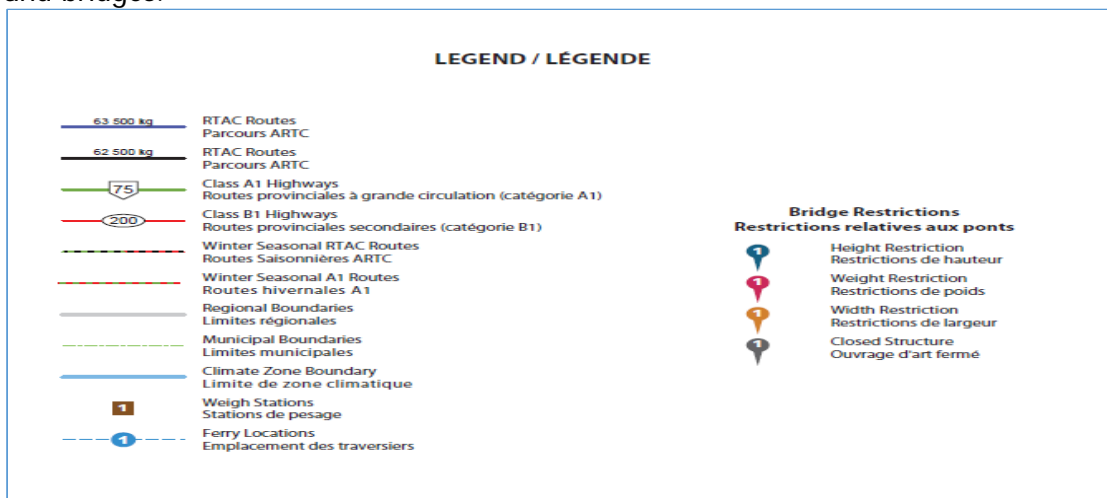 and bridges.
LEGEND / LÉGENDE
63 500 kg
RTAC Routes
Parcours ARTC
62 500 kg
RTAC Routes
Parcours ARTC
75
Class A1 Highways
Routes provinciales à grande circulation (catégorie A1)
200
Class B1 Highways
Routes provinciales secondaires (catégorie B1)
Winter Seasonal RTAC Routes
Routes Saisonnières ARTC
Winter Seasonal A1 Routes
Routes hivernales A1
Regional Boundaries
Limites régionales
Municipal Boundaries
Limites municipales
Climate Zone Boundary
Limite de zone climatique
1
Weigh Stations
Stations de pesage
1
Ferry Locations
Emplacement des traversiers
Bridge Restrictions
Restrictions relatives aux ponts
1
Height Restriction
Restrictions de hauteur
1
Weight Restriction
Restrictions de poids
1
Width Restriction
Restrictions de largeur
1
Closed Structure
Ouvrage d'art fermé